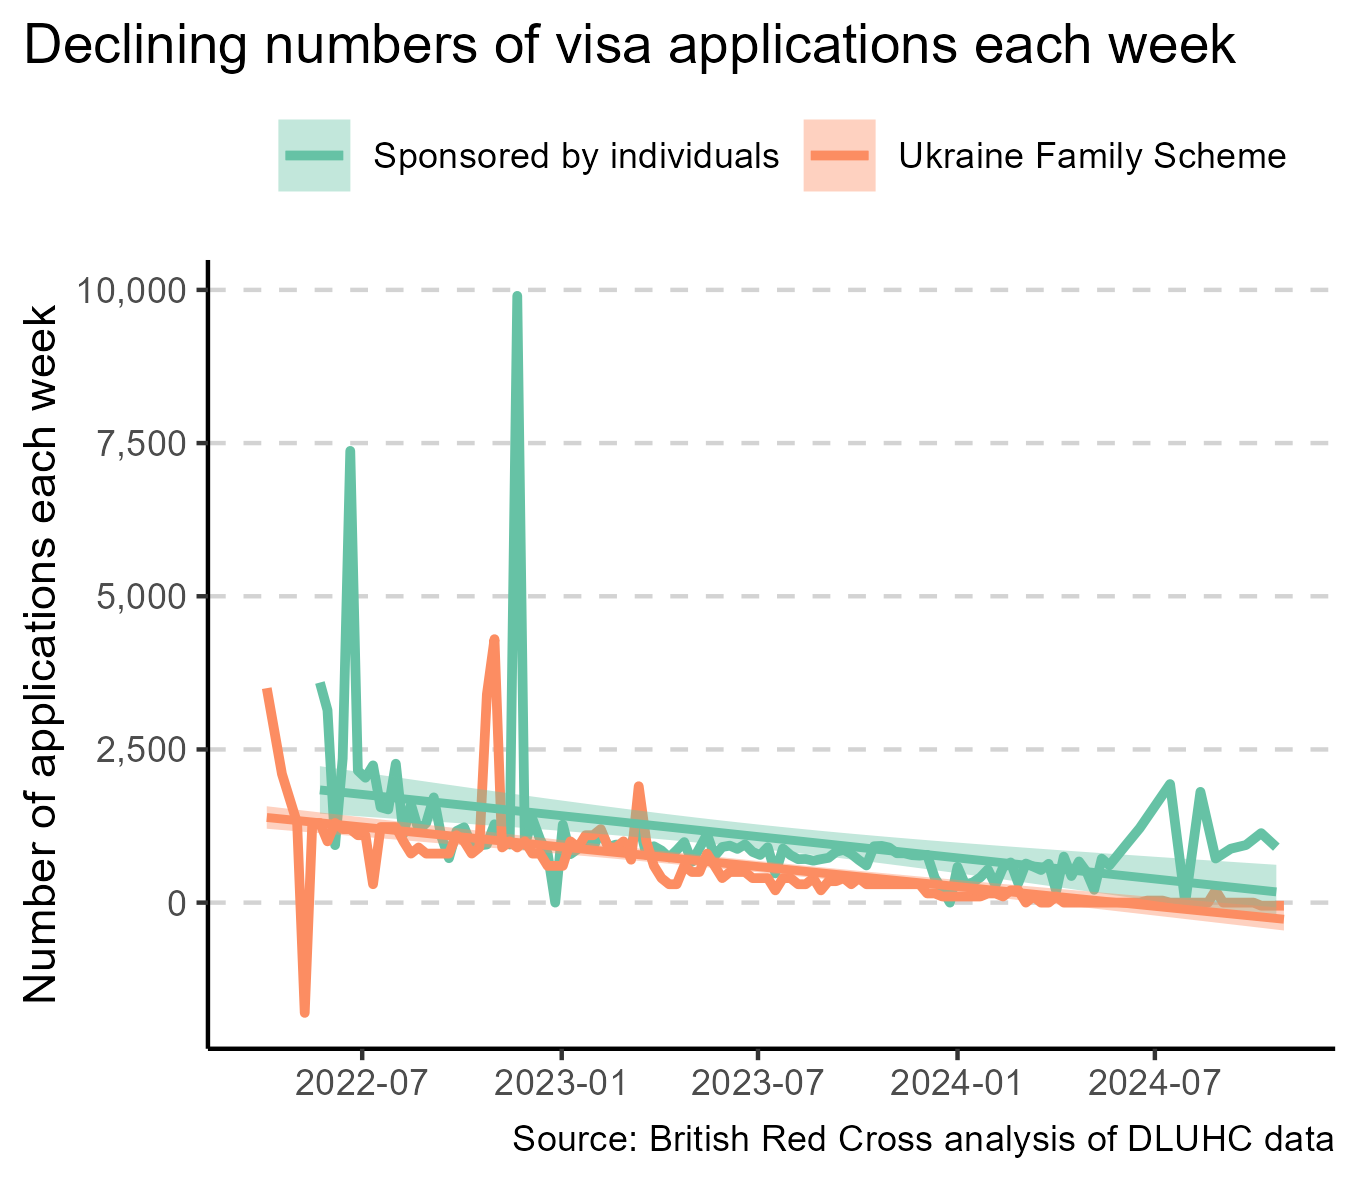 Declining numbers of visa applications each week
Sponsored by individuals
Ukraine Family Scheme
Number of applications each week
10,000
7,500
5,000
2,500
0
2022-07
2023-01
2023-07
2024-01
2024-07
Source: British Red Cross analysis of DLUHC data